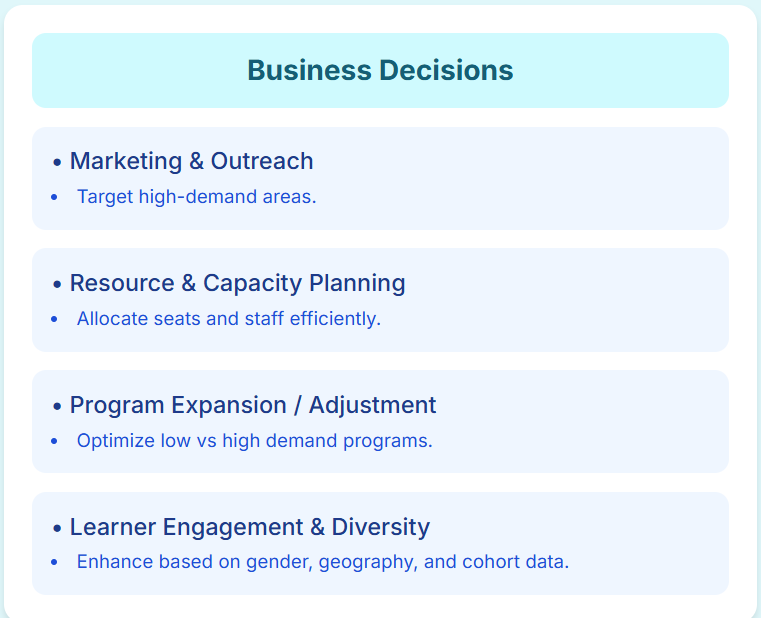 Business Decisions
• Marketing & Outreach
• Target high-demand areas.
• Resource & Capacity Planning
• Allocate seats and staff efficiently.
• Program Expansion / Adjustment
• Optimize low vs high demand programs.
• Learner Engagement & Diversity
• Enhance based on gender, geography, and cohort data.